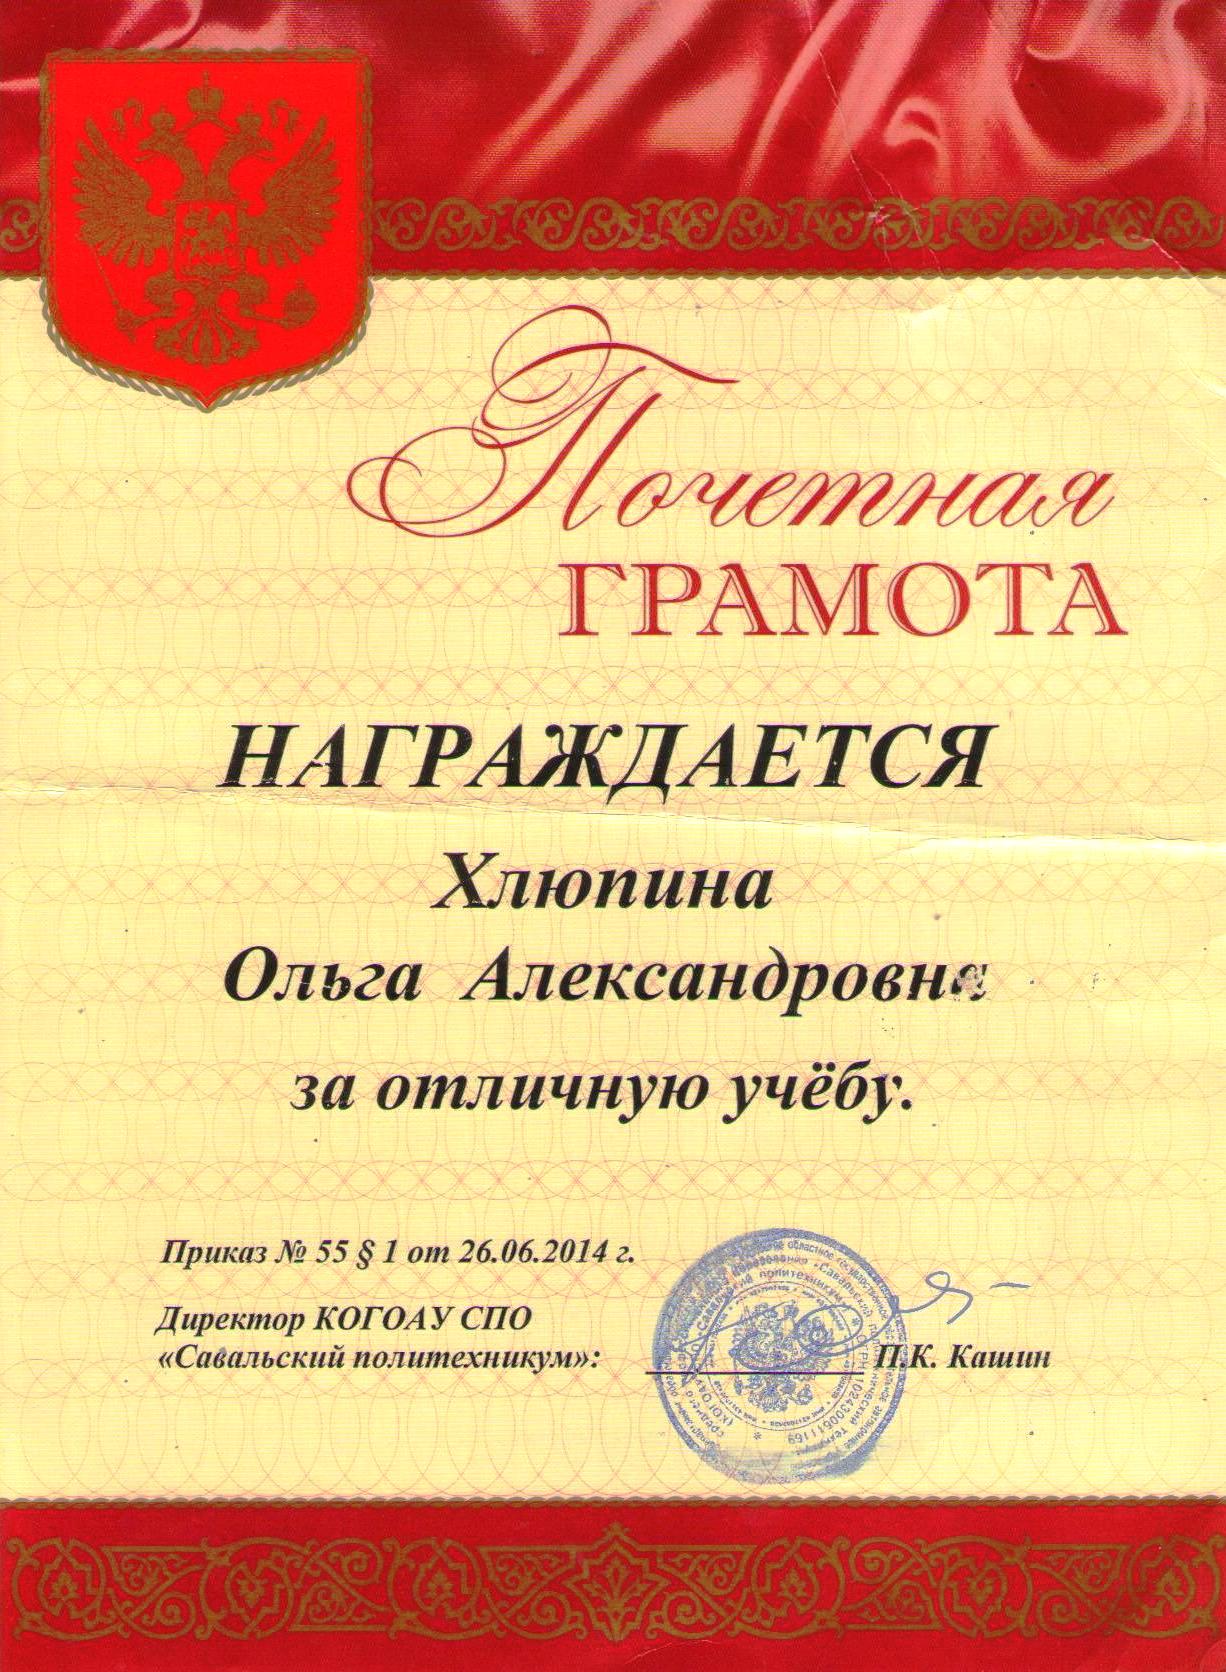 Почетная
ГРАМОТА
НАГРАЖДАЕТСЯ
Хлюпина
Ольга Александровна
за отличную учёбу.
Приказ № 55 § 1 от 26.06.2014 г.
Директор КОГОАУ СПО
«Савальский политехникум»:
П.К. Кашин